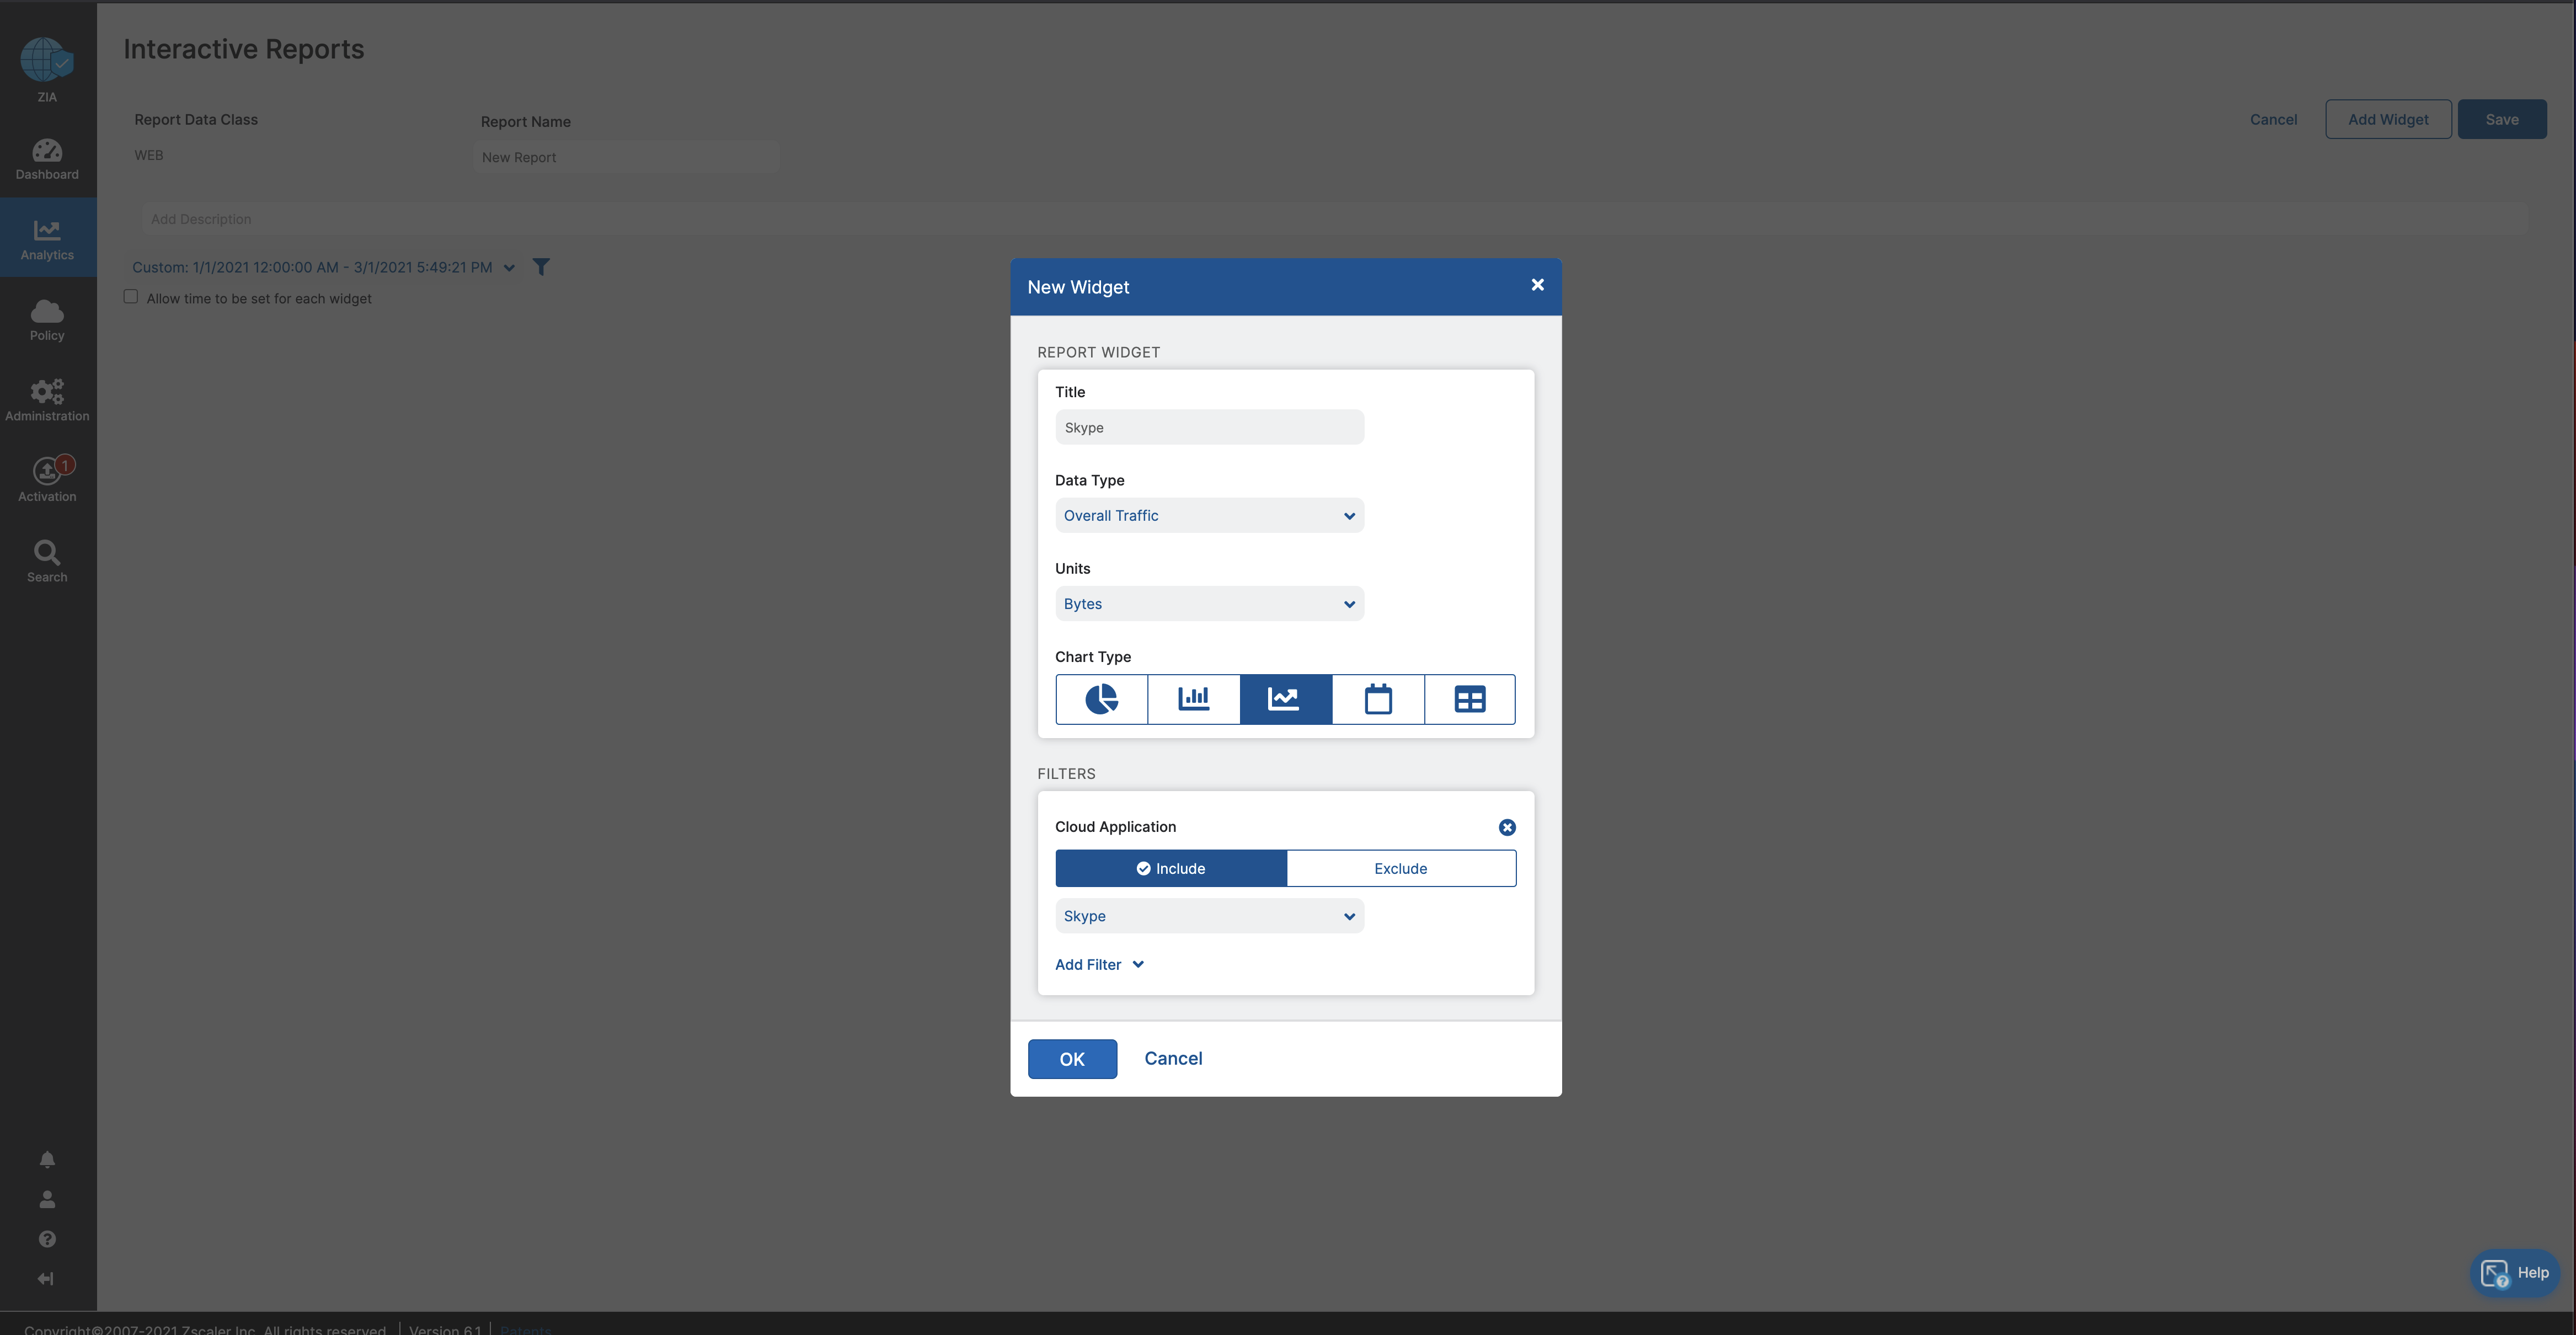 Interactive Reports
ZIA
Report Data Class
Report Name
Cancel
Add Widget
Save
WEB
New Report
Dashboard
Add Description
Analytics
Custom: 1/1/2021 12:00:00 AM - 3/1/2021 5:49:21 PM
Allow time to be set for each widget
Policy
Administration
1
Activation
Search
New Widget
REPORT WIDGET
Title
Skype
Data Type
Overall Traffic
Units
Bytes
Chart Type
FILTERS
Cloud Application
Include
Exclude
Skype
Add Filter
OK
Cancel
Help
Copyright©2007-2021 Zscaler Inc. All rights reserved. | Version 6.1 | Patents